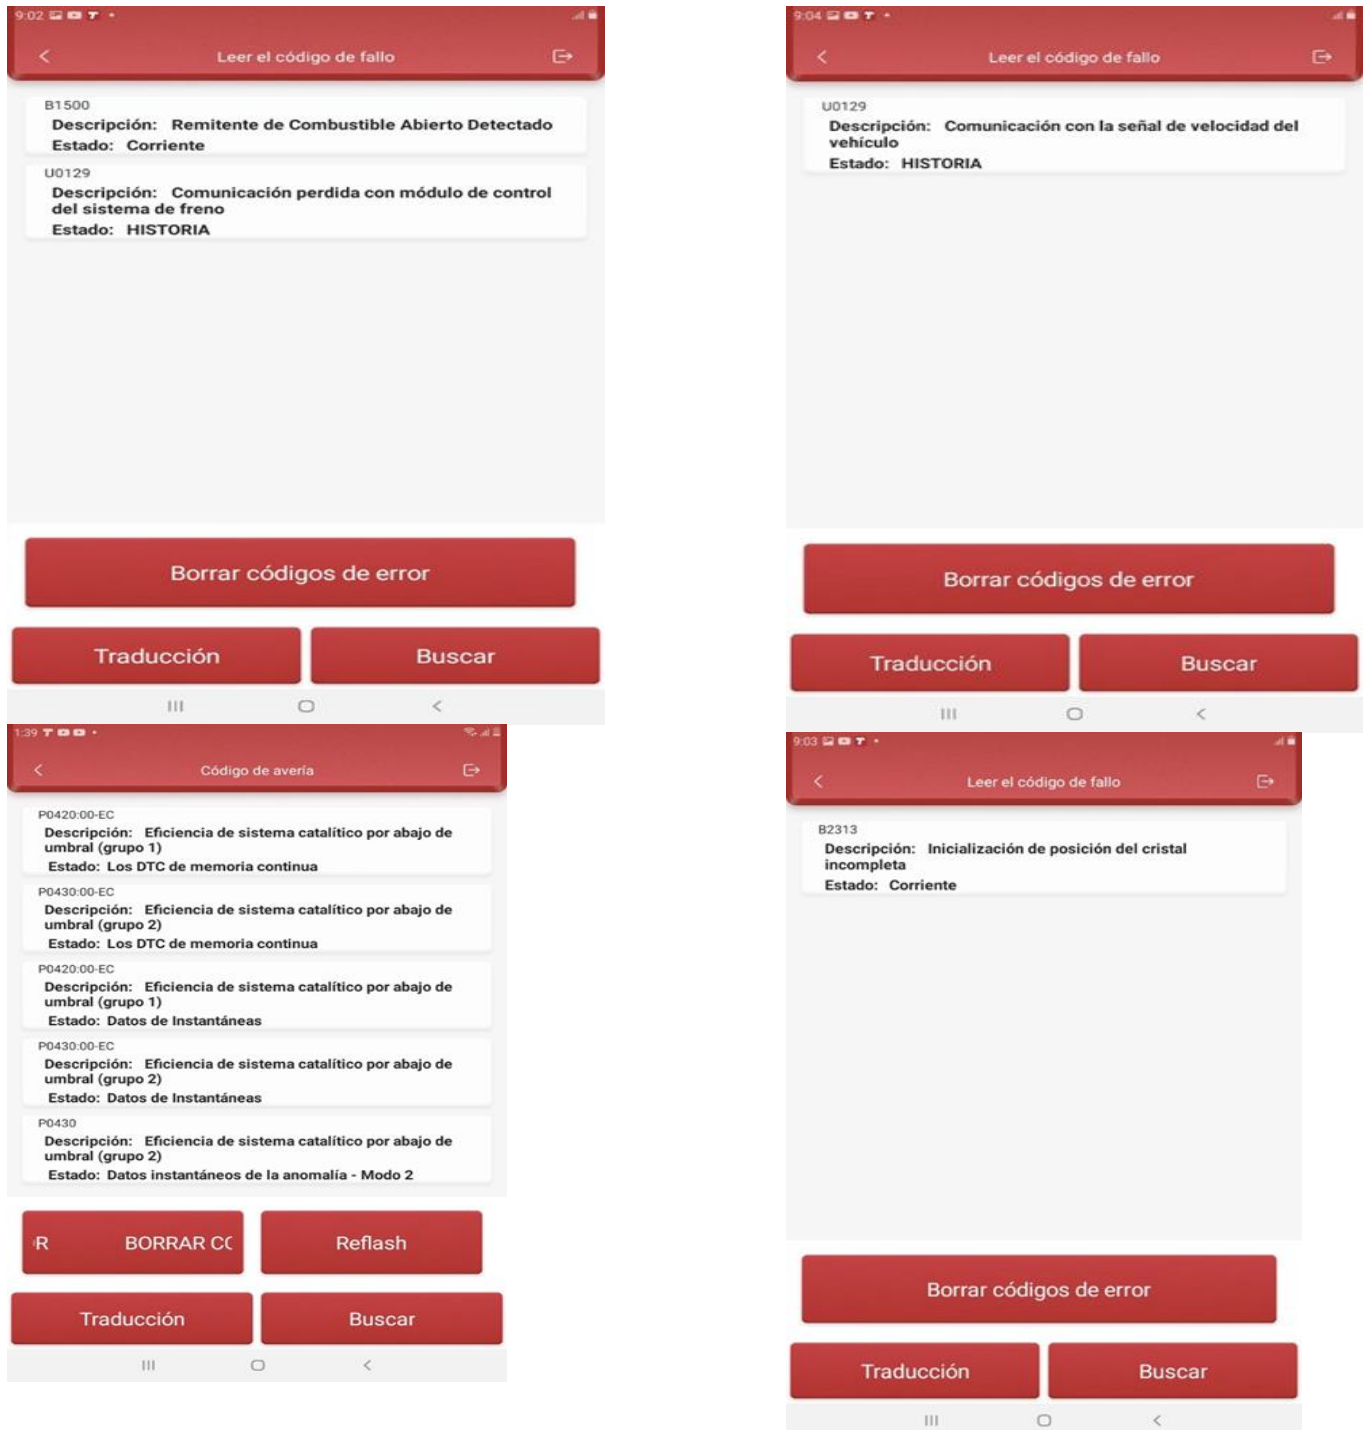 9:02
Leer el código de fallo
B1500
Descripción: Remitente de Combustible Abierto Detectado
Estado: Corriente
U0129
Descripción: Comunicación perdida con módulo de control
del sistema de freno
Estado: HISTORIA
Borrar códigos de error
Traducción Buscar
9:04
Leer el código de fallo
U0129
Descripción: Comunicación con la señal de velocidad del
vehículo
Estado: HISTORIA
Borrar códigos de error
Traducción Buscar
1:39
Código de avería
P0420:00-EC
Descripción: Eficiencia de sistema catalítico por abajo de
umbral (grupo 1)
Estado: Los DTC de memoria continua
P0430:00-EC
Descripción: Eficiencia de sistema catalítico por abajo de
umbral (grupo 2)
Estado: Los DTC de memoria continua
P0420:00-EC
Descripción: Eficiencia de sistema catalítico por abajo de
umbral (grupo 1)
Estado: Datos de Instantáneas
P0430:00-EC
Descripción: Eficiencia de sistema catalítico por abajo de
umbral (grupo 2)
Estado: Datos de Instantáneas
P0430
Descripción: Eficiencia de sistema catalítico por abajo de
umbral (grupo 2)
Estado: Datos instantáneos de la anomalía - Modo 2
R BORRAR CC Reflash
Traducción Buscar
9:03
Leer el código de fallo
B2313
Descripción: Inicialización de posición del cristal
incompleta
Estado: Corriente
Borrar códigos de error
Traducción Buscar